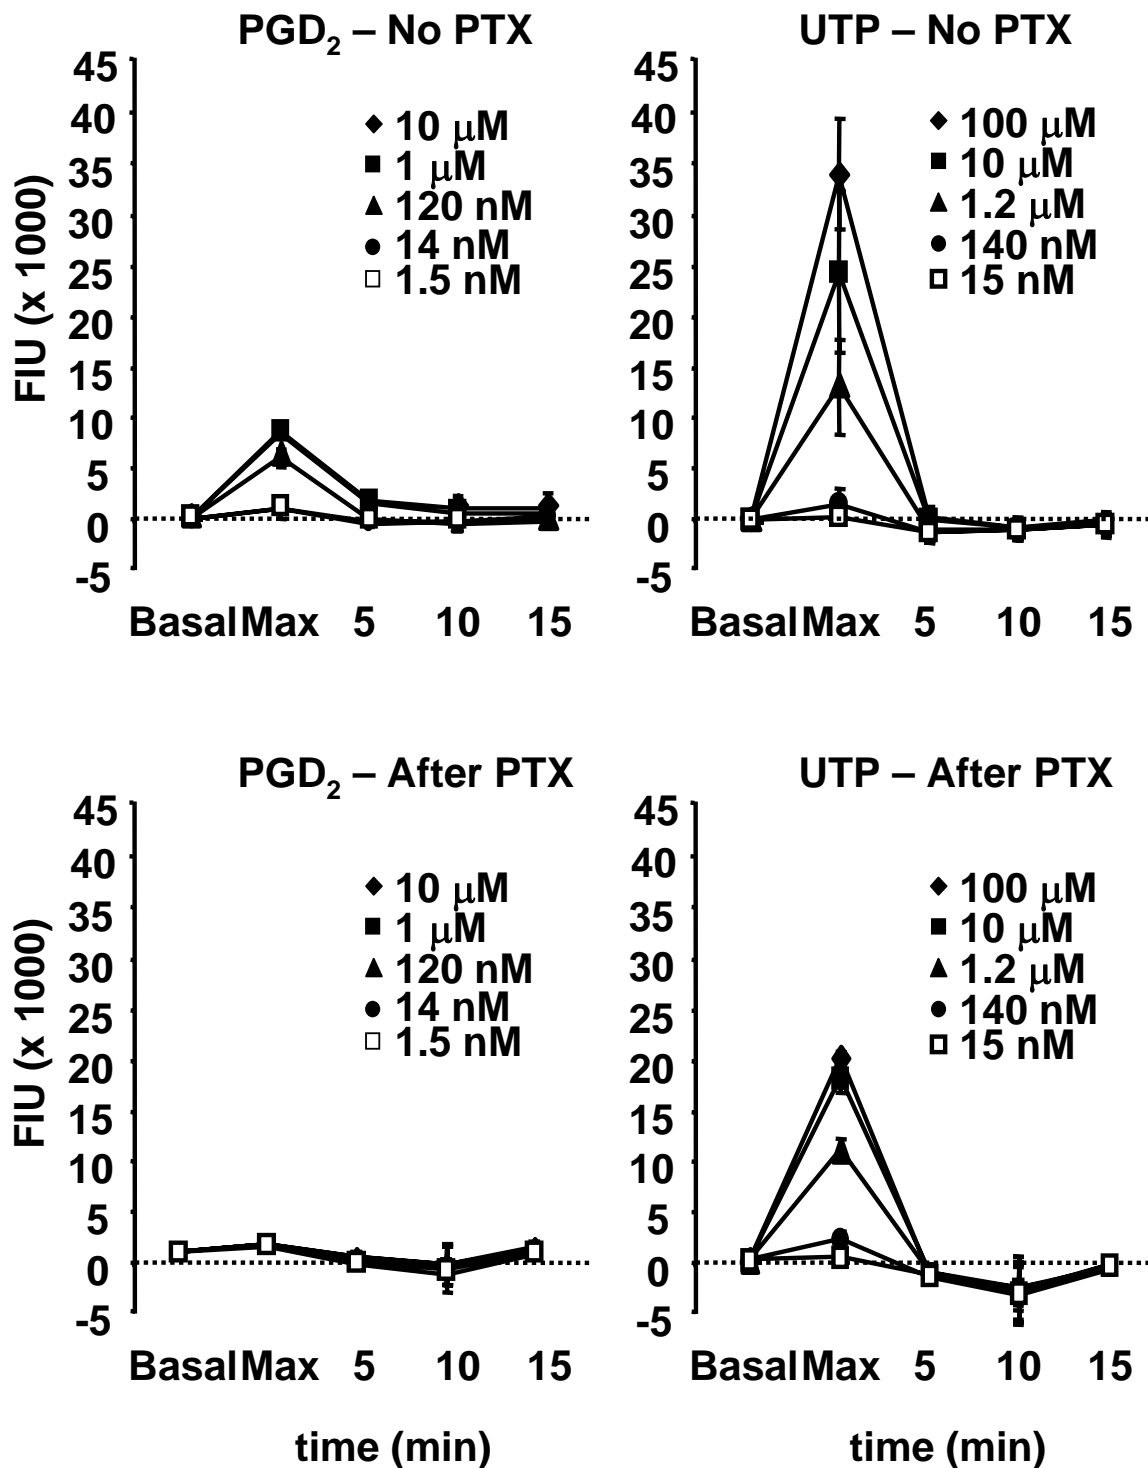 PGD2 – No PTX
FIU (x 1000)
45
40
35
30
25
20
15
10
5
0
-5
10 μM
1 μM
120 nM
14 nM
1.5 nM
Basal Max 5 10 15
UTP – No PTX
45
40
35
30
25
20
15
10
5
0
-5
100 μM
10 μM
1.2 μM
140 nM
15 nM
Basal Max 5 10 15
PGD2 – After PTX
FIU (x 1000)
45
40
35
30
25
20
15
10
5
0
-5
10 μM
1 μM
120 nM
14 nM
1.5 nM
Basal Max 5 10 15
time (min)
UTP – After PTX
45
40
35
30
25
20
15
10
5
0
-5
100 μM
10 μM
1.2 μM
140 nM
15 nM
Basal Max 5 10 15
time (min)